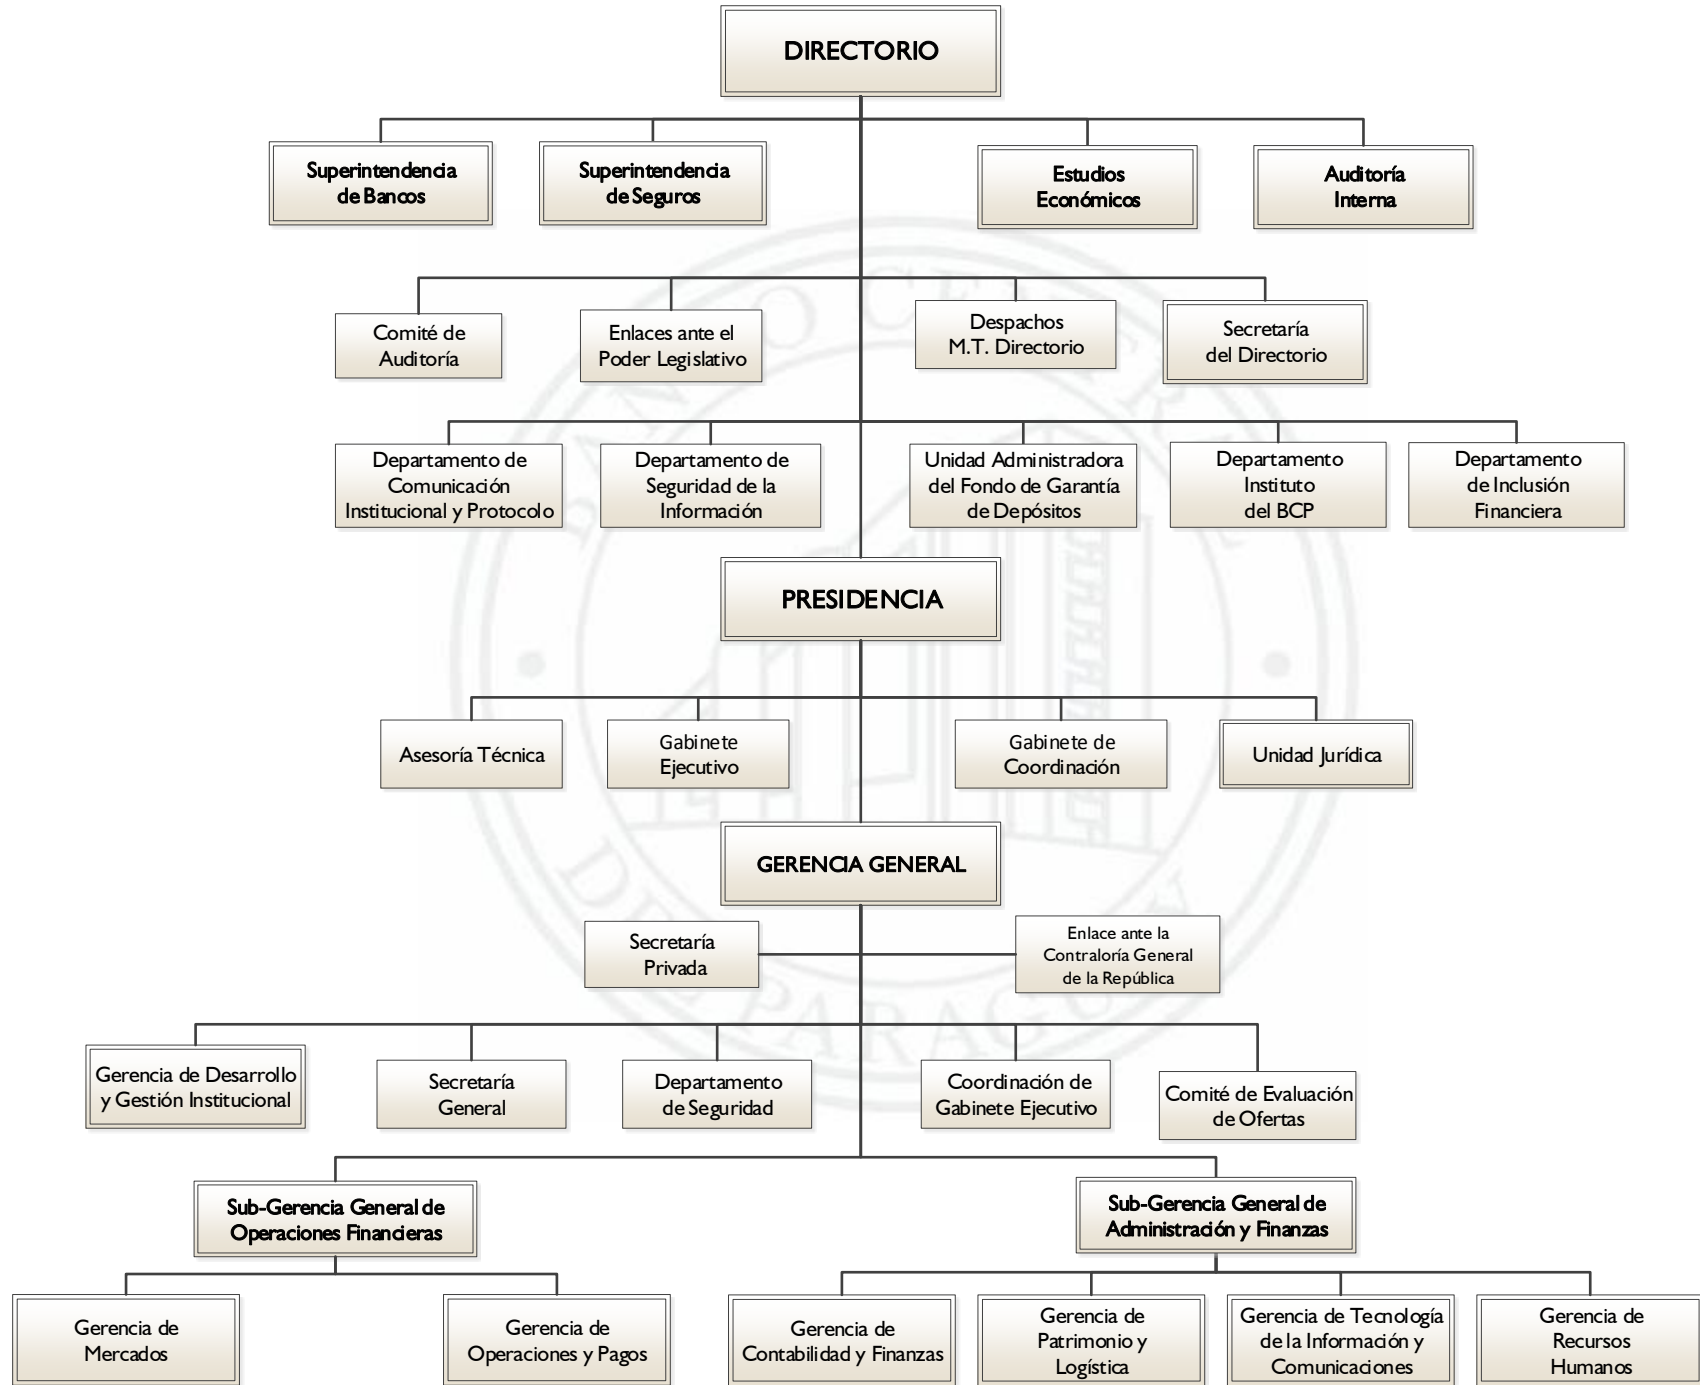 DIRECTORIO
Superintendencia
de Bancos
Superintendencia
de Seguros
Estudios
Económicos
Auditoría
Interna
Comité de
Auditoría
Enlaces ante el
Poder Legislativo
Despachos
M.T. Directorio
Secretaría
del Directorio
Departamento de
Comunicación
Institucional y Protocolo
Departamento de
Seguridad de la
Información
Unidad Administradora
del Fondo de Garantía
de Depósitos
Departamento
Instituto
del BCP
Departamento
de Inclusión
Financiera
PRESIDENCIA
Asesoría Técnica
Gabinete
Ejecutivo
Gabinete de
Coordinación
Unidad Jurídica
GERENCIA GENERAL
Secretaría
Privada
Enlace ante la
Contraloría General
de la República
Gerencia de Desarrollo
y Gestión Institucional
Secretaría
General
Departamento
de Seguridad
Coordinación de
Gabinete Ejecutivo
Comité de Evaluación
de Ofertas
Sub-Gerencia General de
Operaciones Financieras
Sub-Gerencia General de
Administración y Finanzas
Gerencia de
Mercados
Gerencia de
Operaciones y Pagos
Gerencia de
Contabilidad y Finanzas
Gerencia de
Patrimonio y
Logística
Gerencia de Tecnología
de la Información y
Comunicaciones
Gerencia de
Recursos
Humanos
BANCO CENTRAL
DEL PARAGUAY